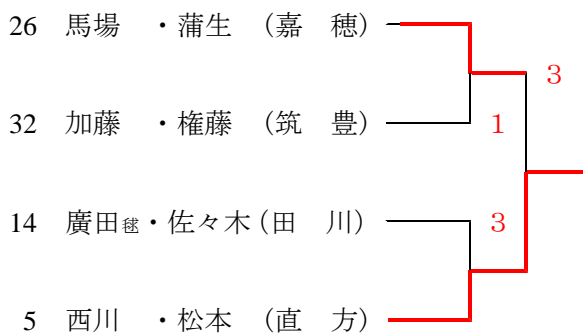 26 馬場 ・蒲生 (嘉 穂)
3
32 加藤 ・権藤 (筑 豊)
1
14 廣田毬・佐々木(田 川)
3
5 西川 ・松本 (直 方)